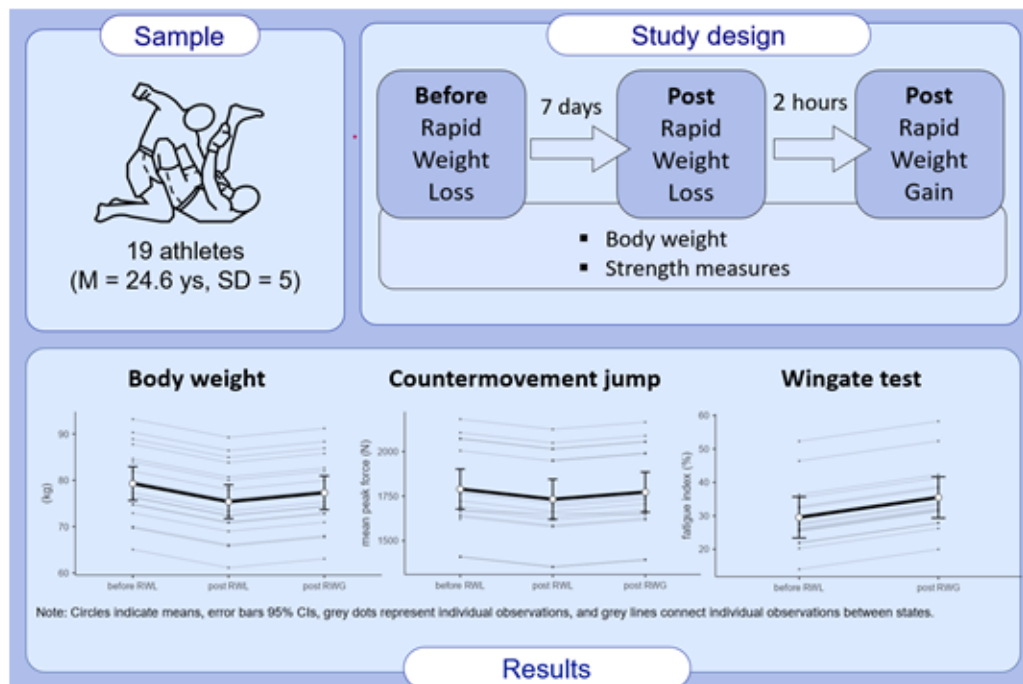 Sample
19 athletes
(M = 24.6 ys, SD = 5)
Study design
Before
Rapid
Weight
Loss
7 days
Post
Rapid
Weight
Loss
2 hours
Post
Rapid
Weight
Gain
▪ Body weight
▪ Strength measures
Body weight
(kg)
90
80
70
60
before RWL
post RWL
post RWG
Countermovement jump
mean peak force (N)
2000
1750
1500
before RWL
post RWL
post RWG
Wingate test
fatigue index (%)
60
50
40
30
20
before RWL
post RWG
Note: Circles indicate means, error bars 95% CIs, grey dots represent individual observations, and grey lines connect individual observations between states.
Results